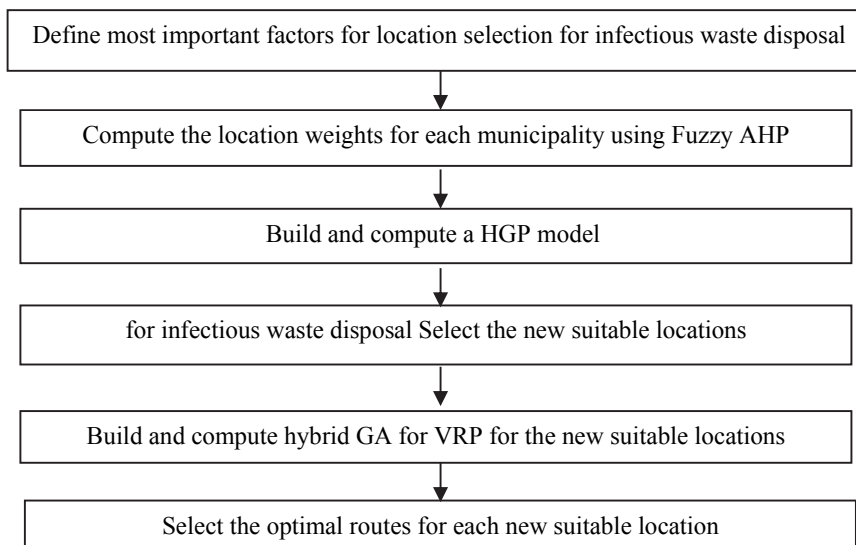 Define most important factors for location selection for infectious waste disposal
Compute the location weights for each municipality using Fuzzy AHP
Build and compute a HGP model
for infectious waste disposal Select the new suitable locations
Build and compute hybrid GA for VRP for the new suitable locations
Select the optimal routes for each new suitable location